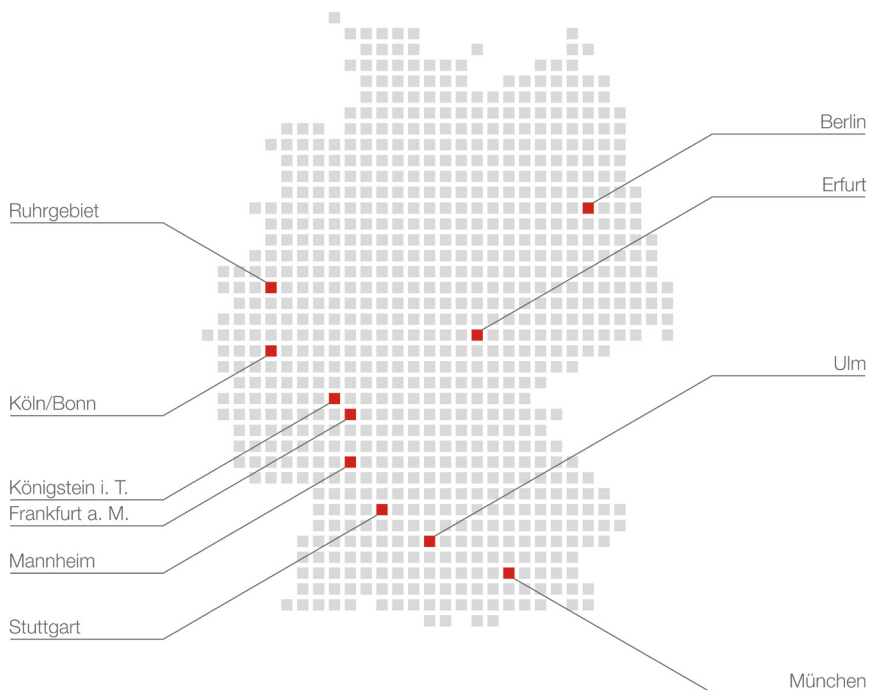 Berlin
Erfurt
Ruhrgebiet
Ulm
Köln/Bonn
Königstein i. T.
Frankfurt a. M.
Mannheim
Stuttgart
München